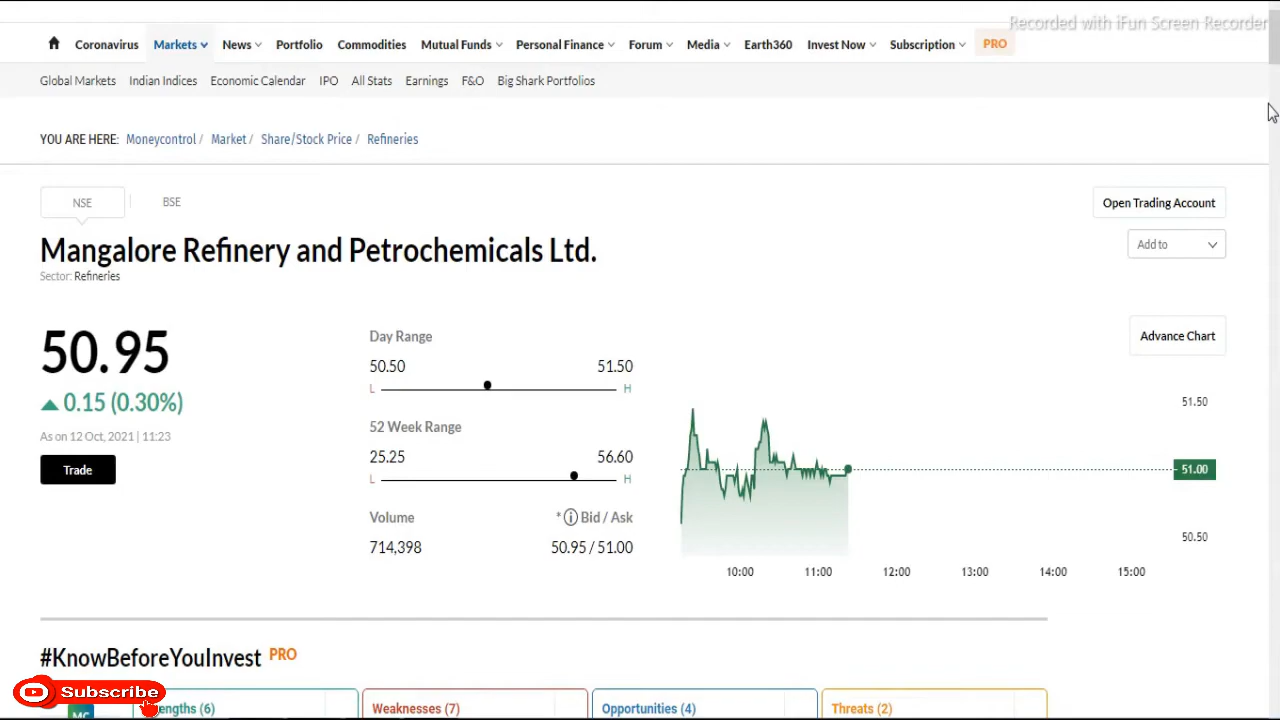 Recorded with iFun Screen Recorder
Coronavirus Markets News Portfolio Commodities Mutual Funds Personal Finance Forum Media Earth360 Invest Now Subscription PRO
Global Markets Indian Indices Economic Calendar IPO All Stats Earnings F&O Big Shark Portfolios
YOU ARE HERE: Moneycontrol / Market / Share/Stock Price / Refineries
NSE BSE
Open Trading Account
Mangalore Refinery and Petrochemicals Ltd.
Add to
Sector: Refineries
50.95
0.15 (0.30%)
As on 12 Oct, 2021 | 11:23
Trade
Day Range
50.50 51.50
L H
52 Week Range
25.25 56.60
L H
Volume * Bid / Ask
714,398 50.95 / 51.00
Advance Chart
51.50
51.00
50.50
10:00 11:00 12:00 13:00 14:00 15:00
#KnowBeforeYouInvest PRO
Subscribe
Weaknesses (7) Opportunities (4) Threats (2)